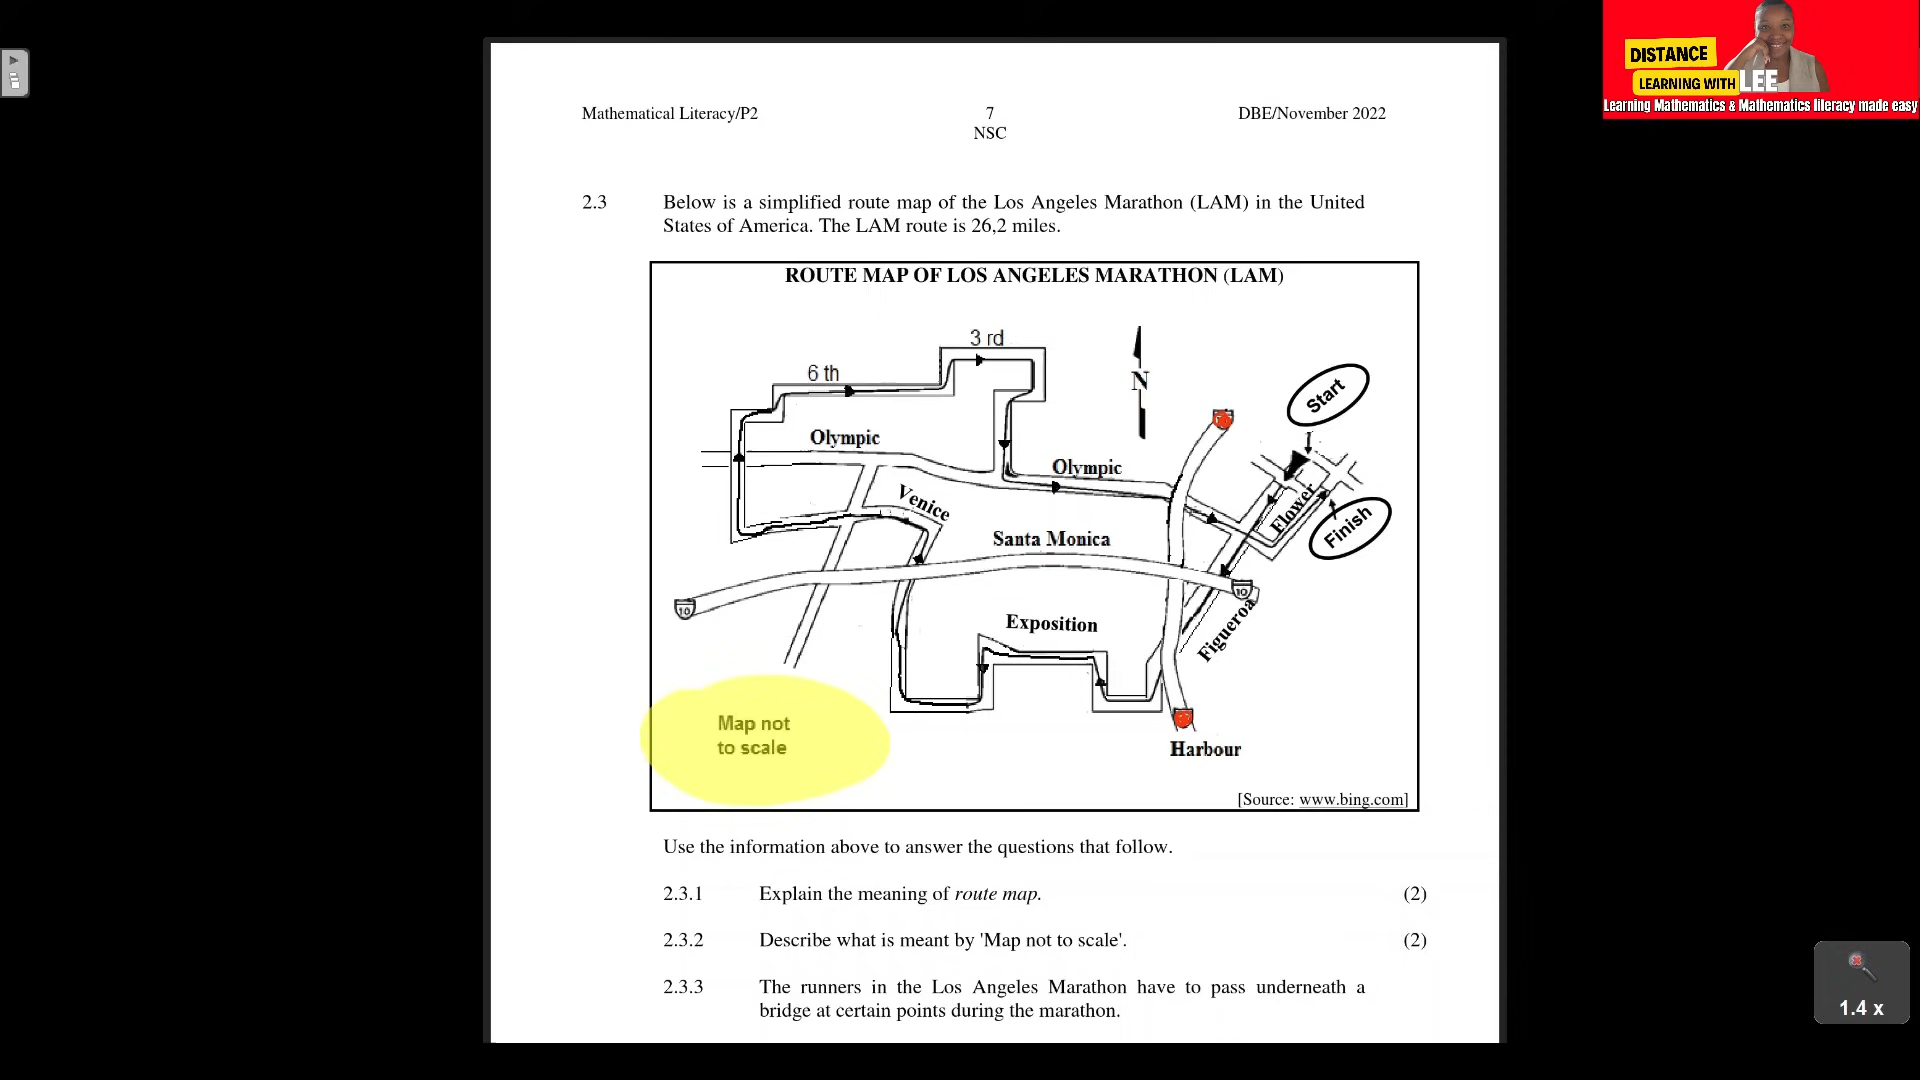 DISTANCE
LEARNING WITH LEE
Learning Mathematics & Mathematics literacy made easy
Mathematical Literacy/P2 7 DBE/November 2022
NSC
2.3 Below is a simplified route map of the Los Angeles Marathon (LAM) in the United
States of America. The LAM route is 26,2 miles.
ROUTE MAP OF LOS ANGELES MARATHON (LAM)
3 rd
6 th
N
Start
Olympic
Olympic
Venice
Flower
Finish
Santa Monica
10
10
Exposition
Figueroa
Map not
to scale
Harbour
[Source: www.bing.com]
Use the information above to answer the questions that follow.
2.3.1 Explain the meaning of route map. (2)
2.3.2 Describe what is meant by 'Map not to scale'. (2)
2.3.3 The runners in the Los Angeles Marathon have to pass underneath a
bridge at certain points during the marathon.
1.4 x